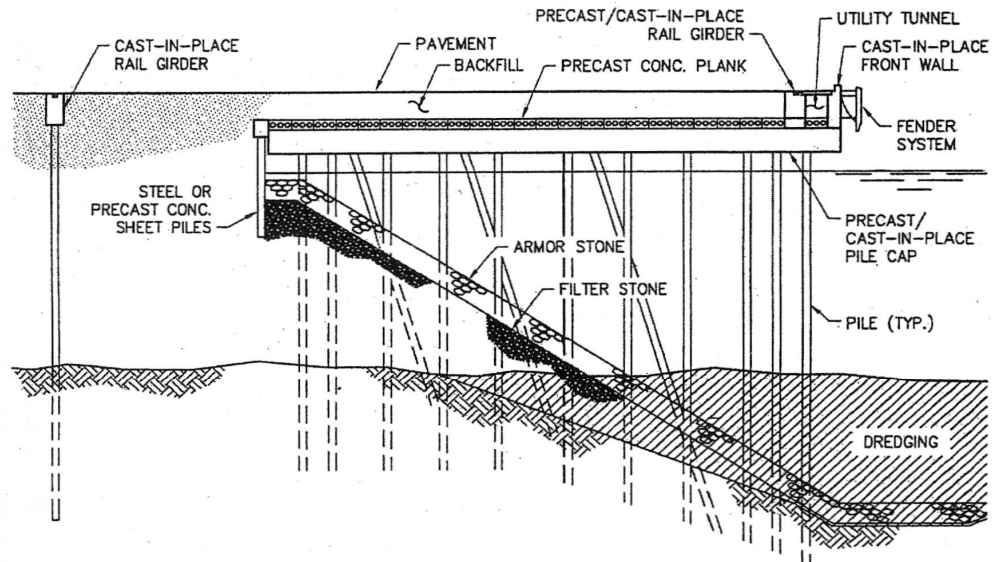 PRECAST/CAST-IN-PLACE
RAIL GIRDER
UTILITY TUNNEL
CAST-IN-PLACE
RAIL GIRDER
PAVEMENT
BACKFILL
PRECAST CONC. PLANK
CAST-IN-PLACE
FRONT WALL
FENDER
SYSTEM
STEEL OR
PRECAST CONC.
SHEET PILES
PRECAST/
CAST-IN-PLACE
PILE CAP
ARMOR STONE
FILTER STONE
PILE (TYP.)
DREDGING